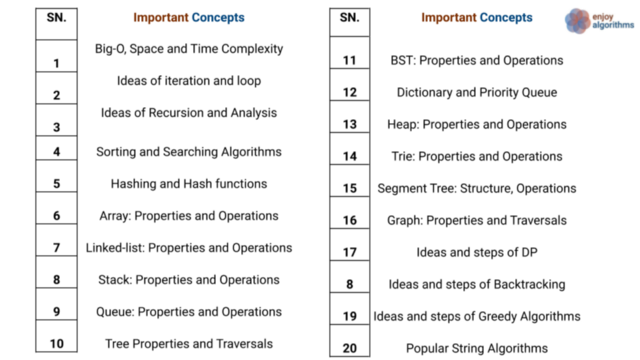 SN. Important Concepts
1 Big-O, Space and Time Complexity
2 Ideas of iteration and loop
3 Ideas of Recursion and Analysis
4 Sorting and Searching Algorithms
5 Hashing and Hash functions
6 Array: Properties and Operations
7 Linked-list: Properties and Operations
8 Stack: Properties and Operations
9 Queue: Properties and Operations
10 Tree Properties and Traversals
SN. Important Concepts
11 BST: Properties and Operations
12 Dictionary and Priority Queue
13 Heap: Properties and Operations
14 Trie: Properties and Operations
15 Segment Tree: Structure, Operations
16 Graph: Properties and Traversals
17 Ideas and steps of DP
8 Ideas and steps of Backtracking
19 Ideas and steps of Greedy Algorithms
20 Popular String Algorithms
enjoy
algorithms